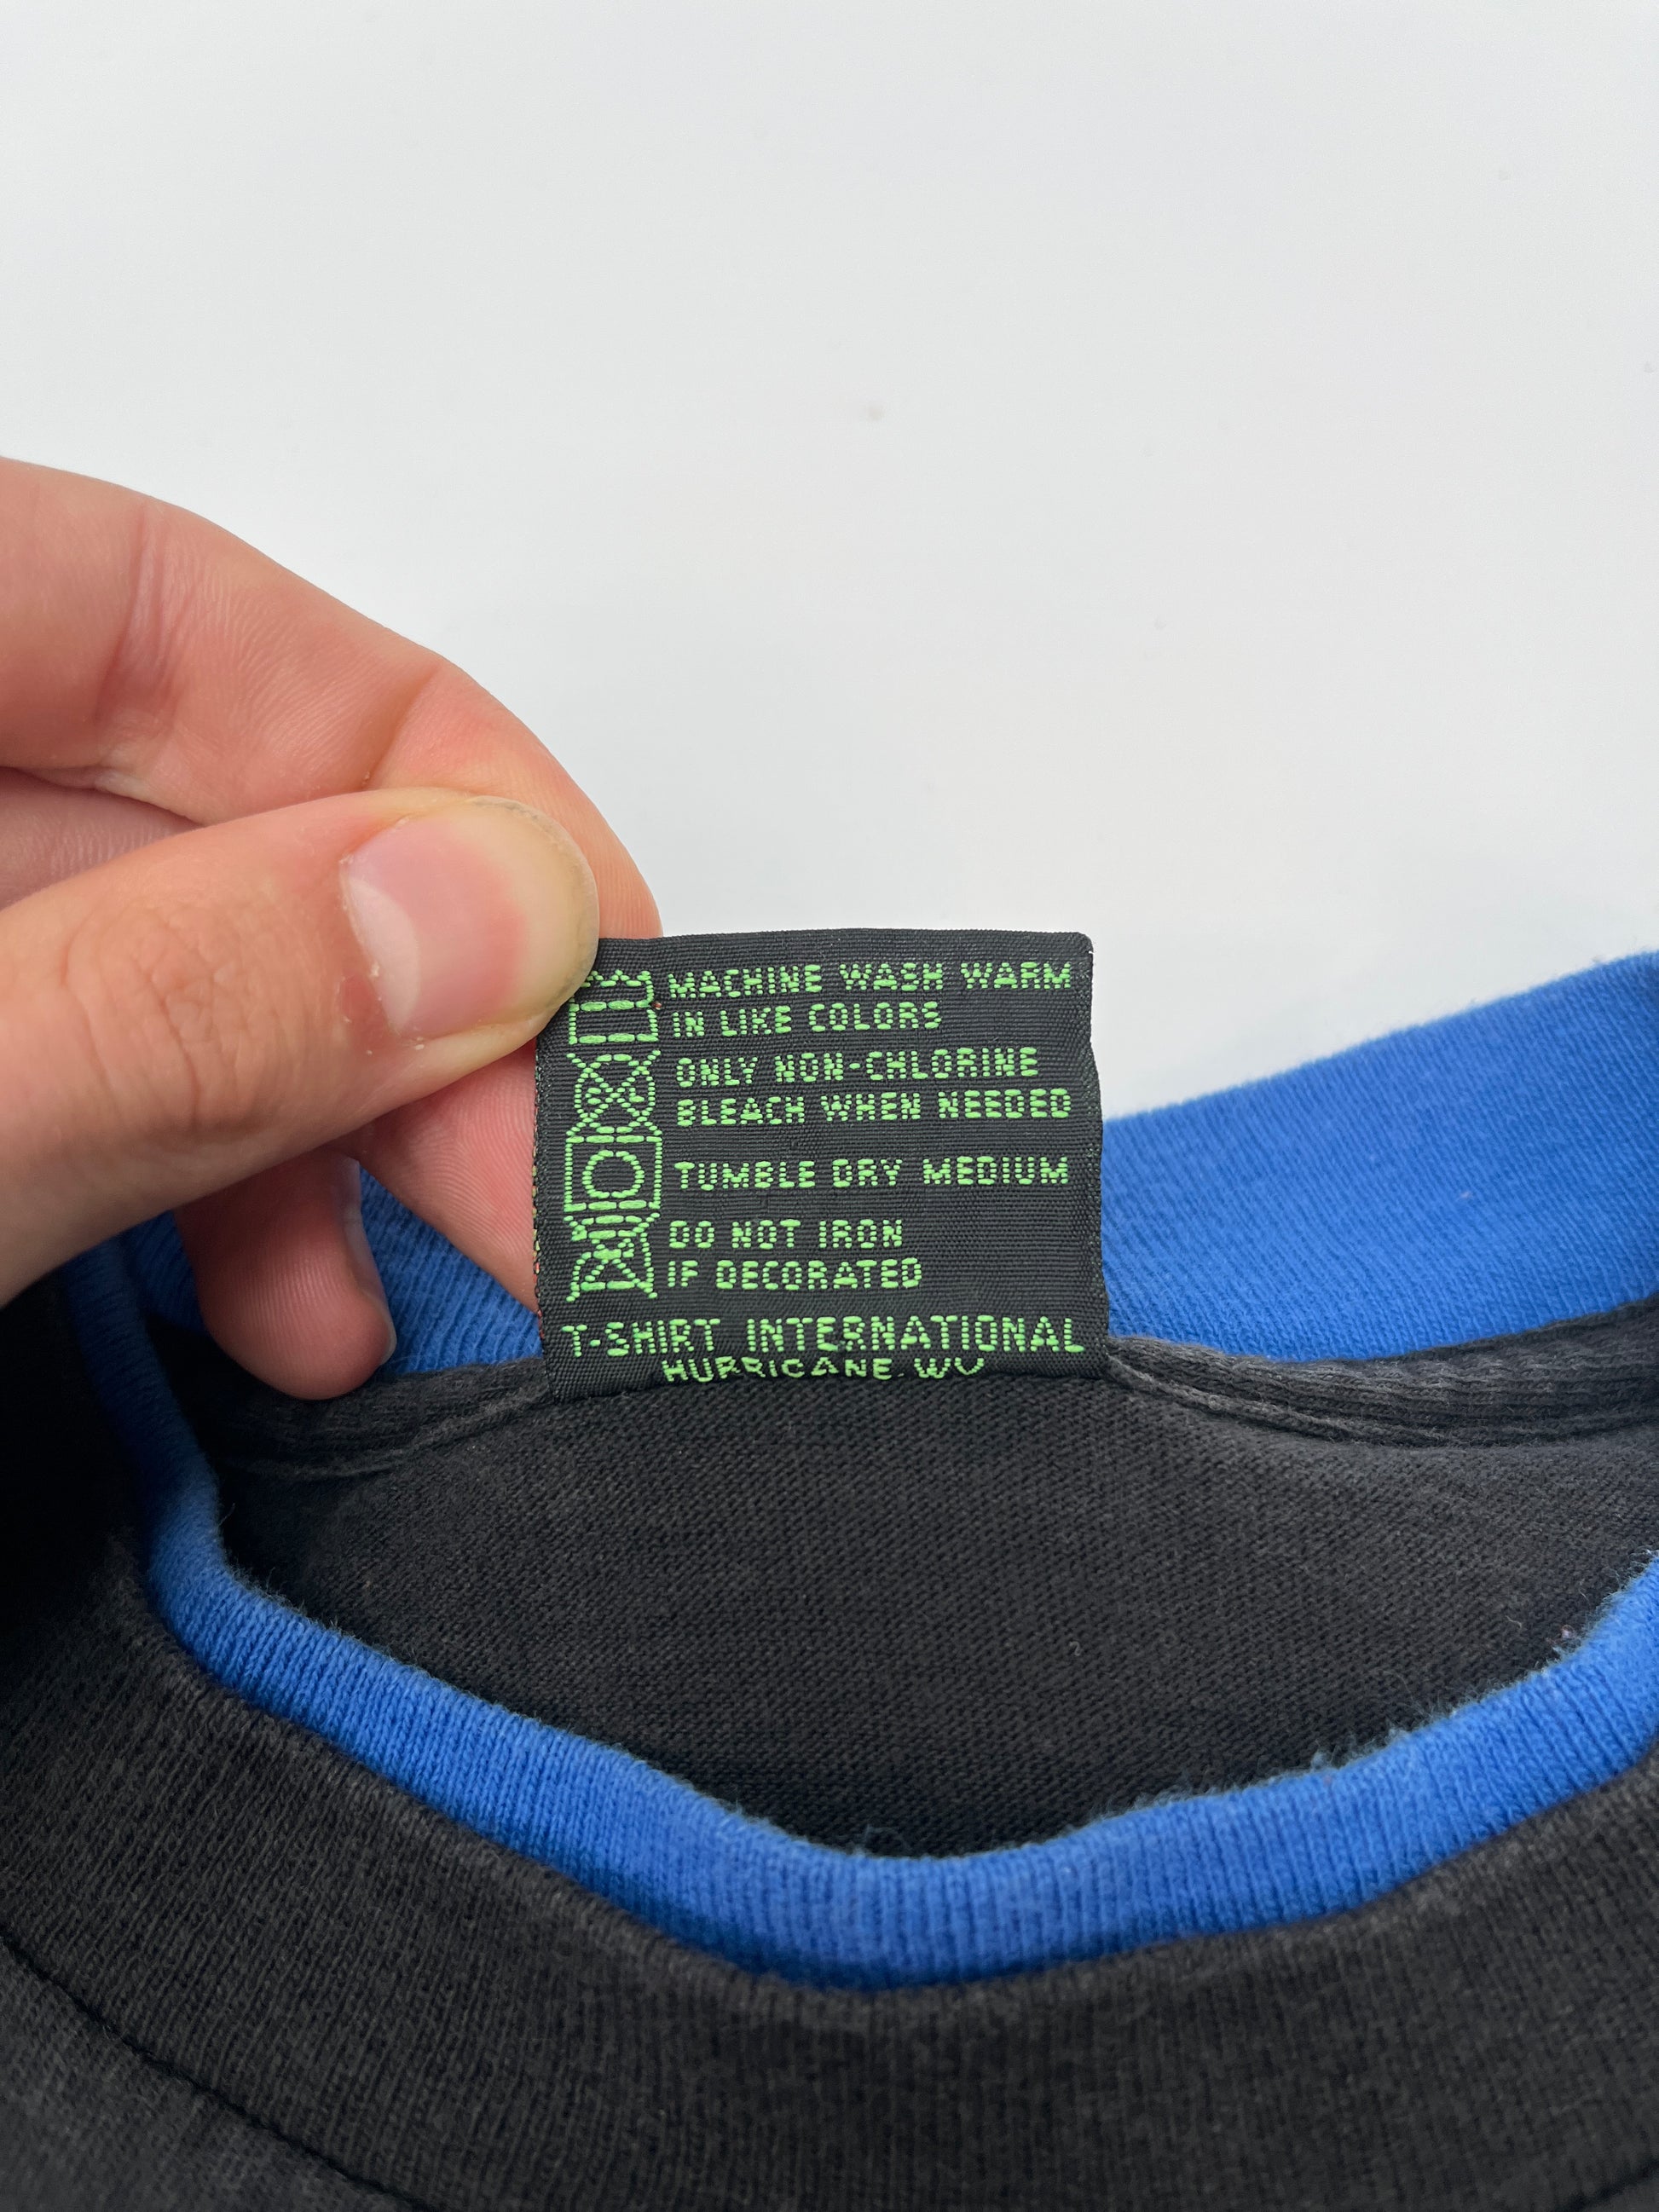 MACHINE WASH WARM
IN LIKE COLORS
ONLY NON-CHLORINE
BLEACH WHEN NEEDED
TUMBLE DRY MEDIUM
DO NOT IRON
IF DECORATED
T-SHIRT INTERNATIONAL
HURRICANE, WV